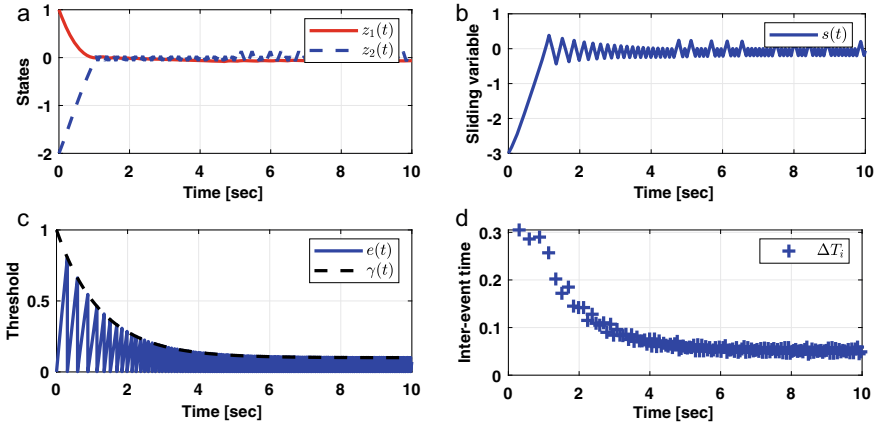 a
States
1
0
-1
-2
z₁(t)
z₂(t)
0 2 4 6 8 10
Time [sec]
b
Sliding variable
1
0
-1
-2
-3
s(t)
0 2 4 6 8 10
Time [sec]
c
Threshold
1
0.5
0
e(t)
γ(t)
0 2 4 6 8 10
Time [sec]
d
Inter-event time
0.3
0.2
0.1
0
ΔTᵢ
0 2 4 6 8 10
Time [sec]